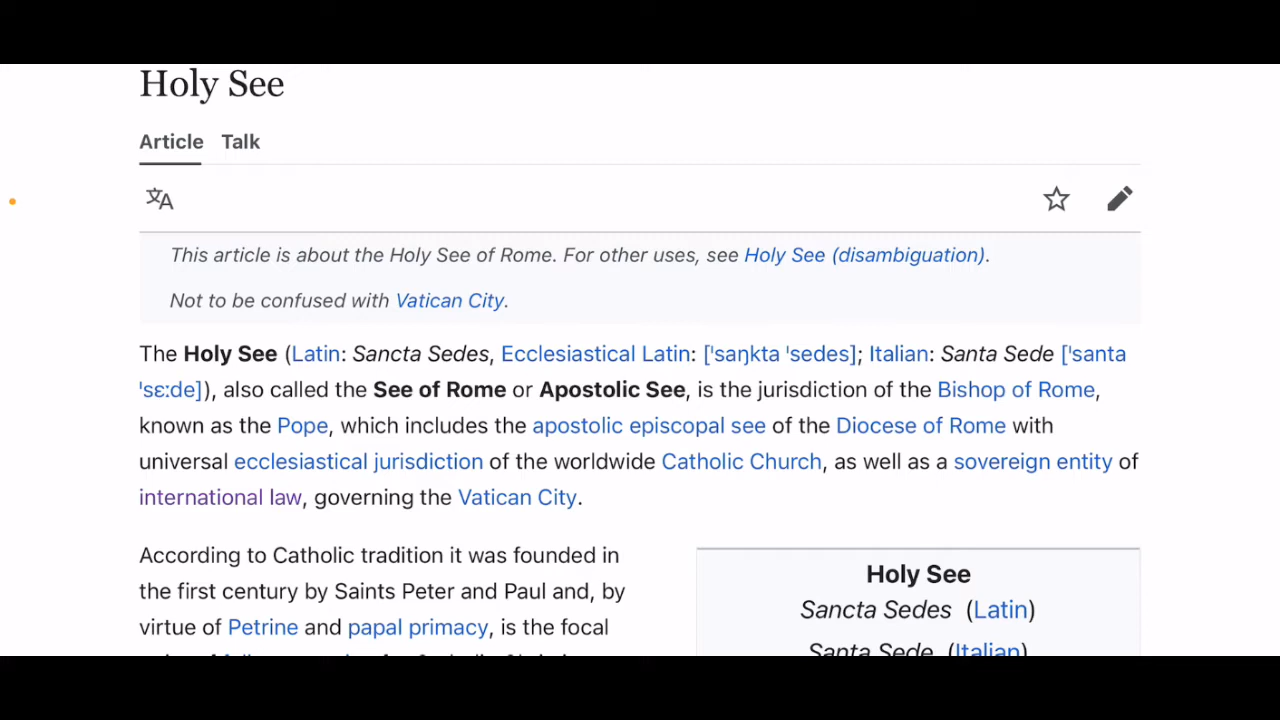 Holy See
Article Talk
This article is about the Holy See of Rome. For other uses, see Holy See (disambiguation).
Not to be confused with Vatican City.
The Holy See (Latin: Sancta Sedes, Ecclesiastical Latin: [ˈsaŋkta ˈsedes]; Italian: Santa Sede [ˈsanta
ˈsɛːde]), also called the See of Rome or Apostolic See, is the jurisdiction of the Bishop of Rome,
known as the Pope, which includes the apostolic episcopal see of the Diocese of Rome with
universal ecclesiastical jurisdiction of the worldwide Catholic Church, as well as a sovereign entity of
international law, governing the Vatican City.
According to Catholic tradition it was founded in
the first century by Saints Peter and Paul and, by
virtue of Petrine and papal primacy, is the focal
Holy See
Sancta Sedes (Latin)
Santa Sede (Italian)